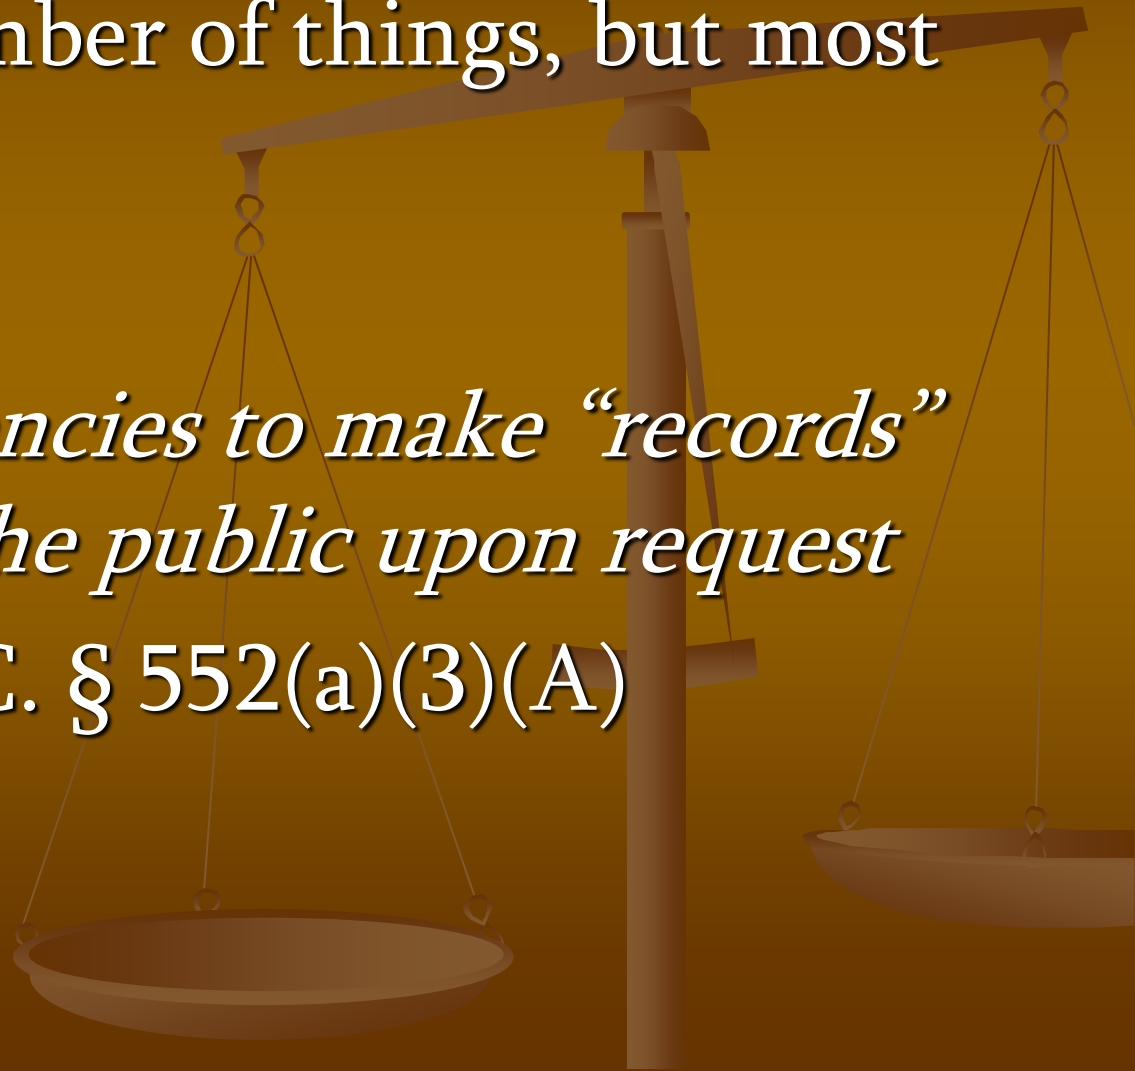 nber of things, but most
ncies to make “records”
he public upon request
C. § 552(a)(3)(A)